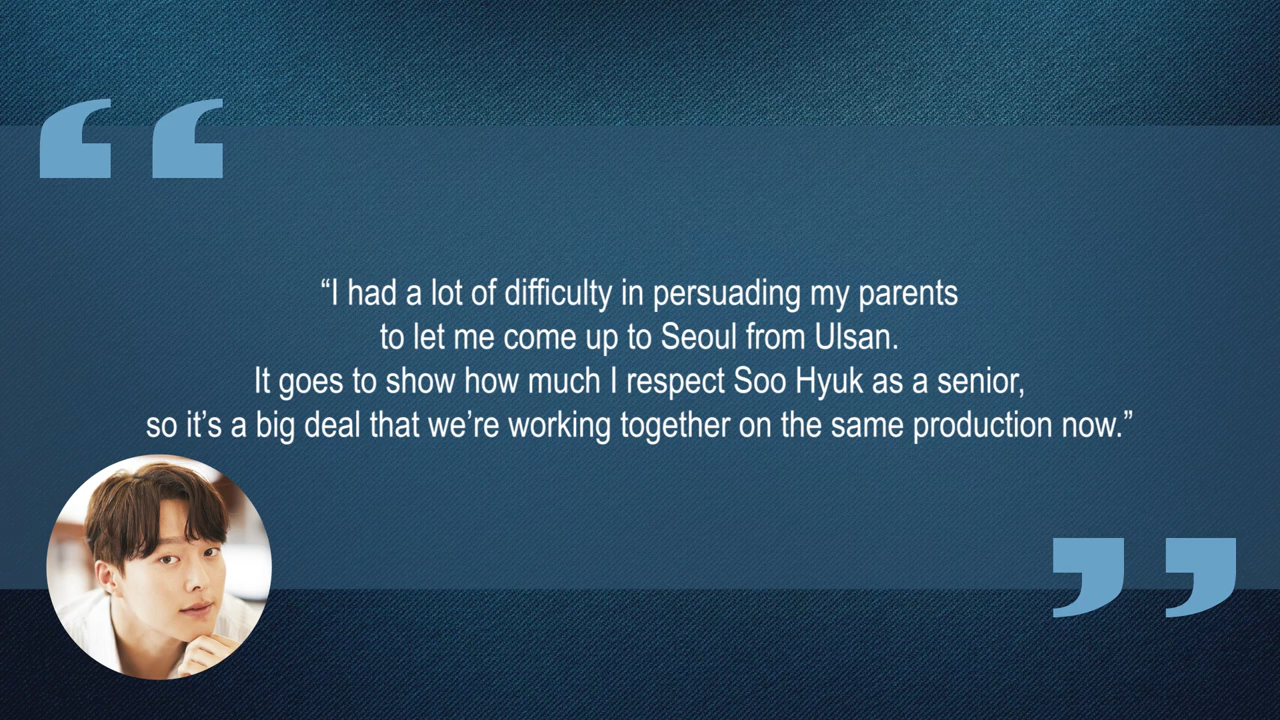 “I had a lot of difficulty in persuading my parents
to let me come up to Seoul from Ulsan.
It goes to show how much I respect Soo Hyuk as a senior,
so it’s a big deal that we’re working together on the same production now.”